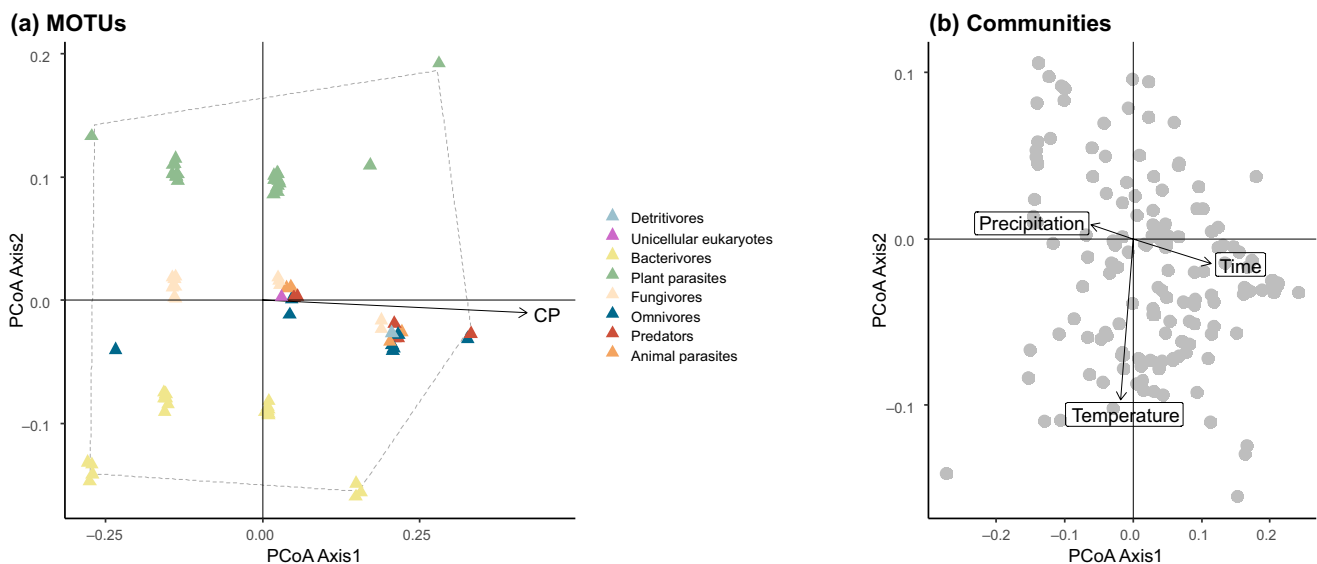 (a) MOTUs
0.2
0.1
0.0
−0.1
PCoA Axis2
CP
−0.25
0.00
0.25
PCoA Axis1
Detritivores
Unicellular eukaryotes
Bacterivores
Plant parasites
Fungivores
Omnivores
Predators
Animal parasites
(b) Communities
0.1
0.0
−0.1
PCoA Axis2
Precipitation
Time
Temperature
−0.2
−0.1
0.0
0.1
0.2
PCoA Axis1